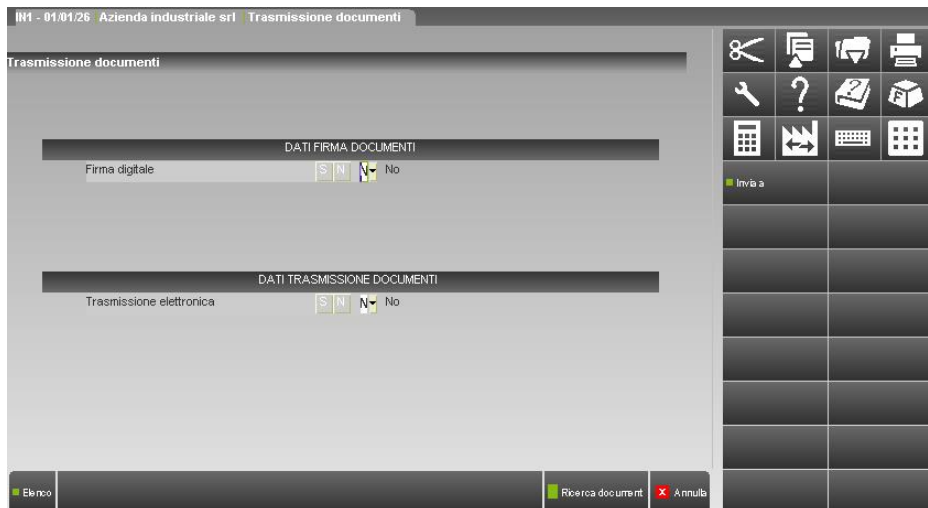 IN1 - 01/01/26 Azienda industriale srl Trasmissione documenti
Trasmissione documenti
DATI FIRMA DOCUMENTI
Firma digitale S N N No
DATI TRASMISSIONE DOCUMENTI
Trasmissione elettronica S N N No
Invia a
Elenco
Ricerca document
Annulla